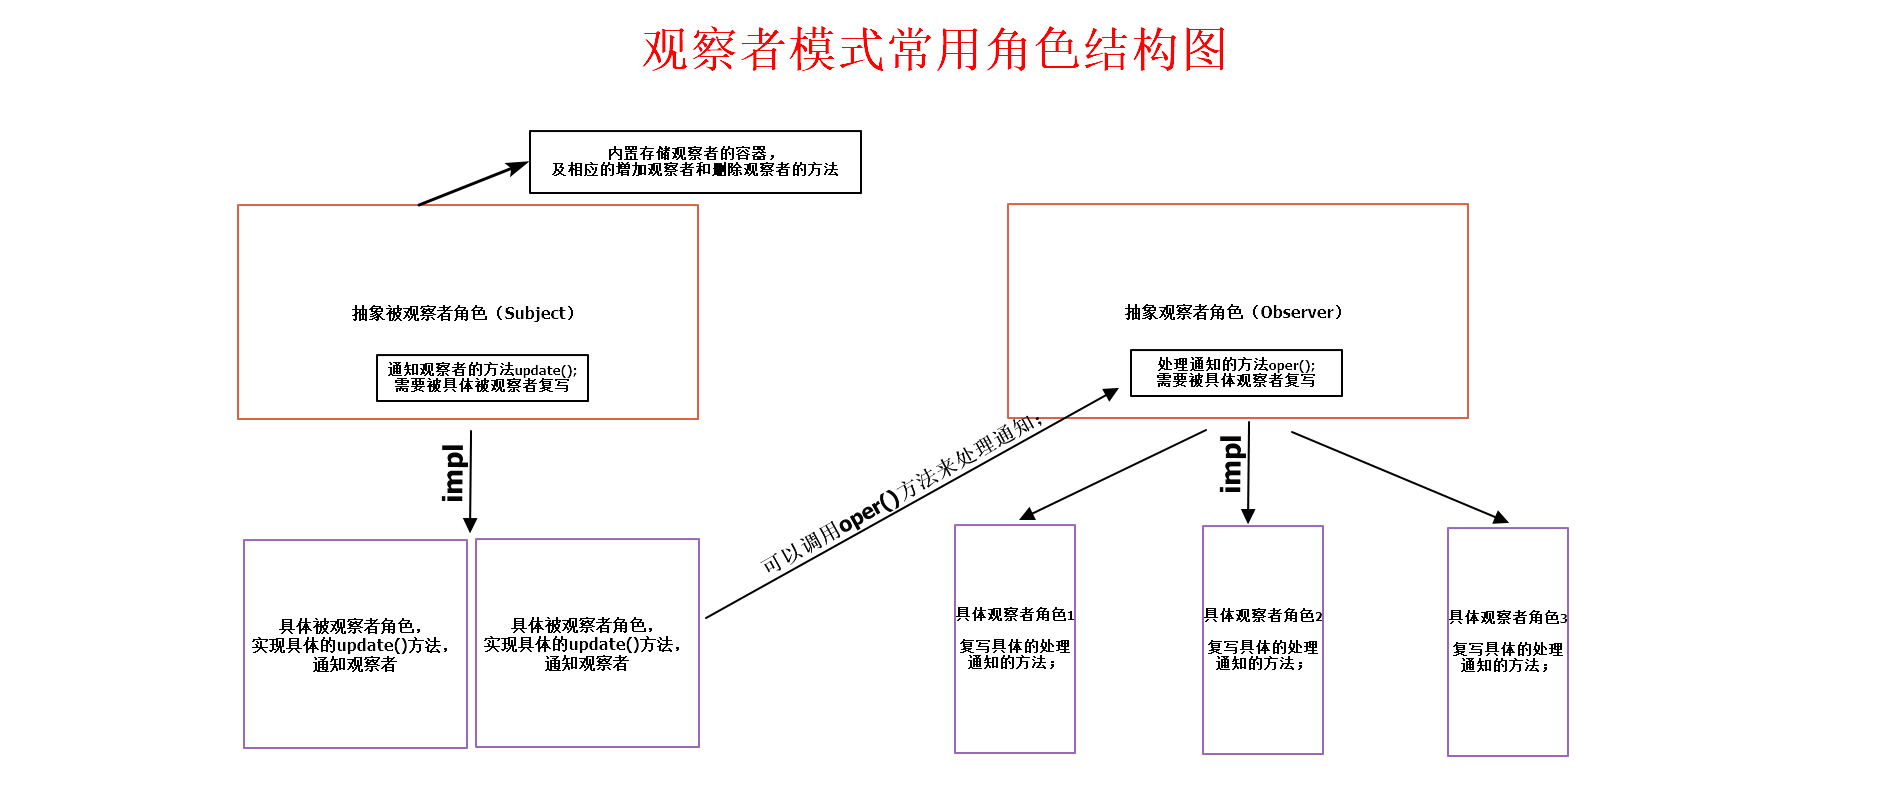 观察者模式常用角色结构图
内置存储观察者的容器，
及相应的增加观察者和删除观察者的方法
抽象被观察者角色（Subject）
通知观察者的方法update();
需要被具体被观察者复写
抽象观察者角色（Observer）
处理通知的方法oper();
需要被具体观察者复写
impl
可以调用oper()方法来处理通知；
impl
具体被观察者角色，
实现具体的update()方法，
通知观察者
具体被观察者角色，
实现具体的update()方法，
通知观察者
具体观察者角色1
复写具体的处理
通知的方法；
具体观察者角色2
复写具体的处理
通知的方法；
具体观察者角色3
复写具体的处理
通知的方法；